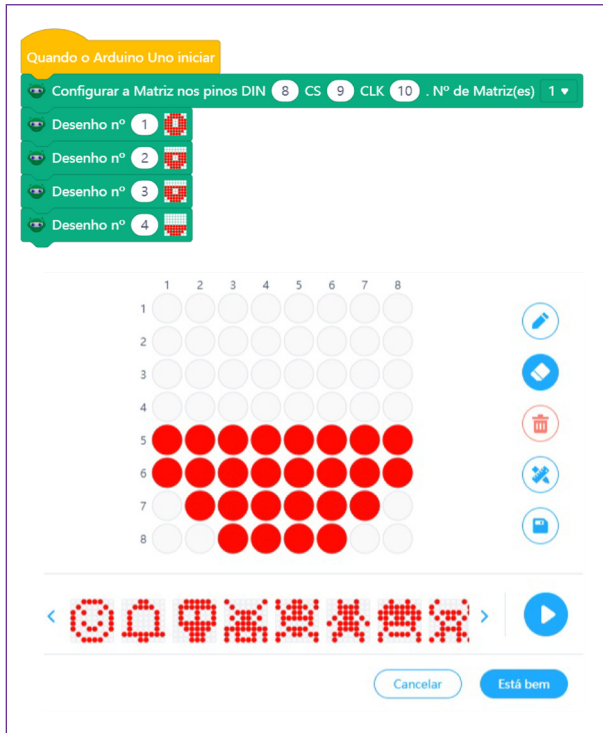 Quando o Arduino Uno iniciar
Configurar a Matriz nos pinos DIN 8 CS 9 CLK 10 . Nº de Matriz(es) 1
Desenho nº 1
Desenho nº 2
Desenho nº 3
Desenho nº 4
1 2 3 4 5 6 7 8
1
2
3
4
5
6
7
8
Cancelar Está bem